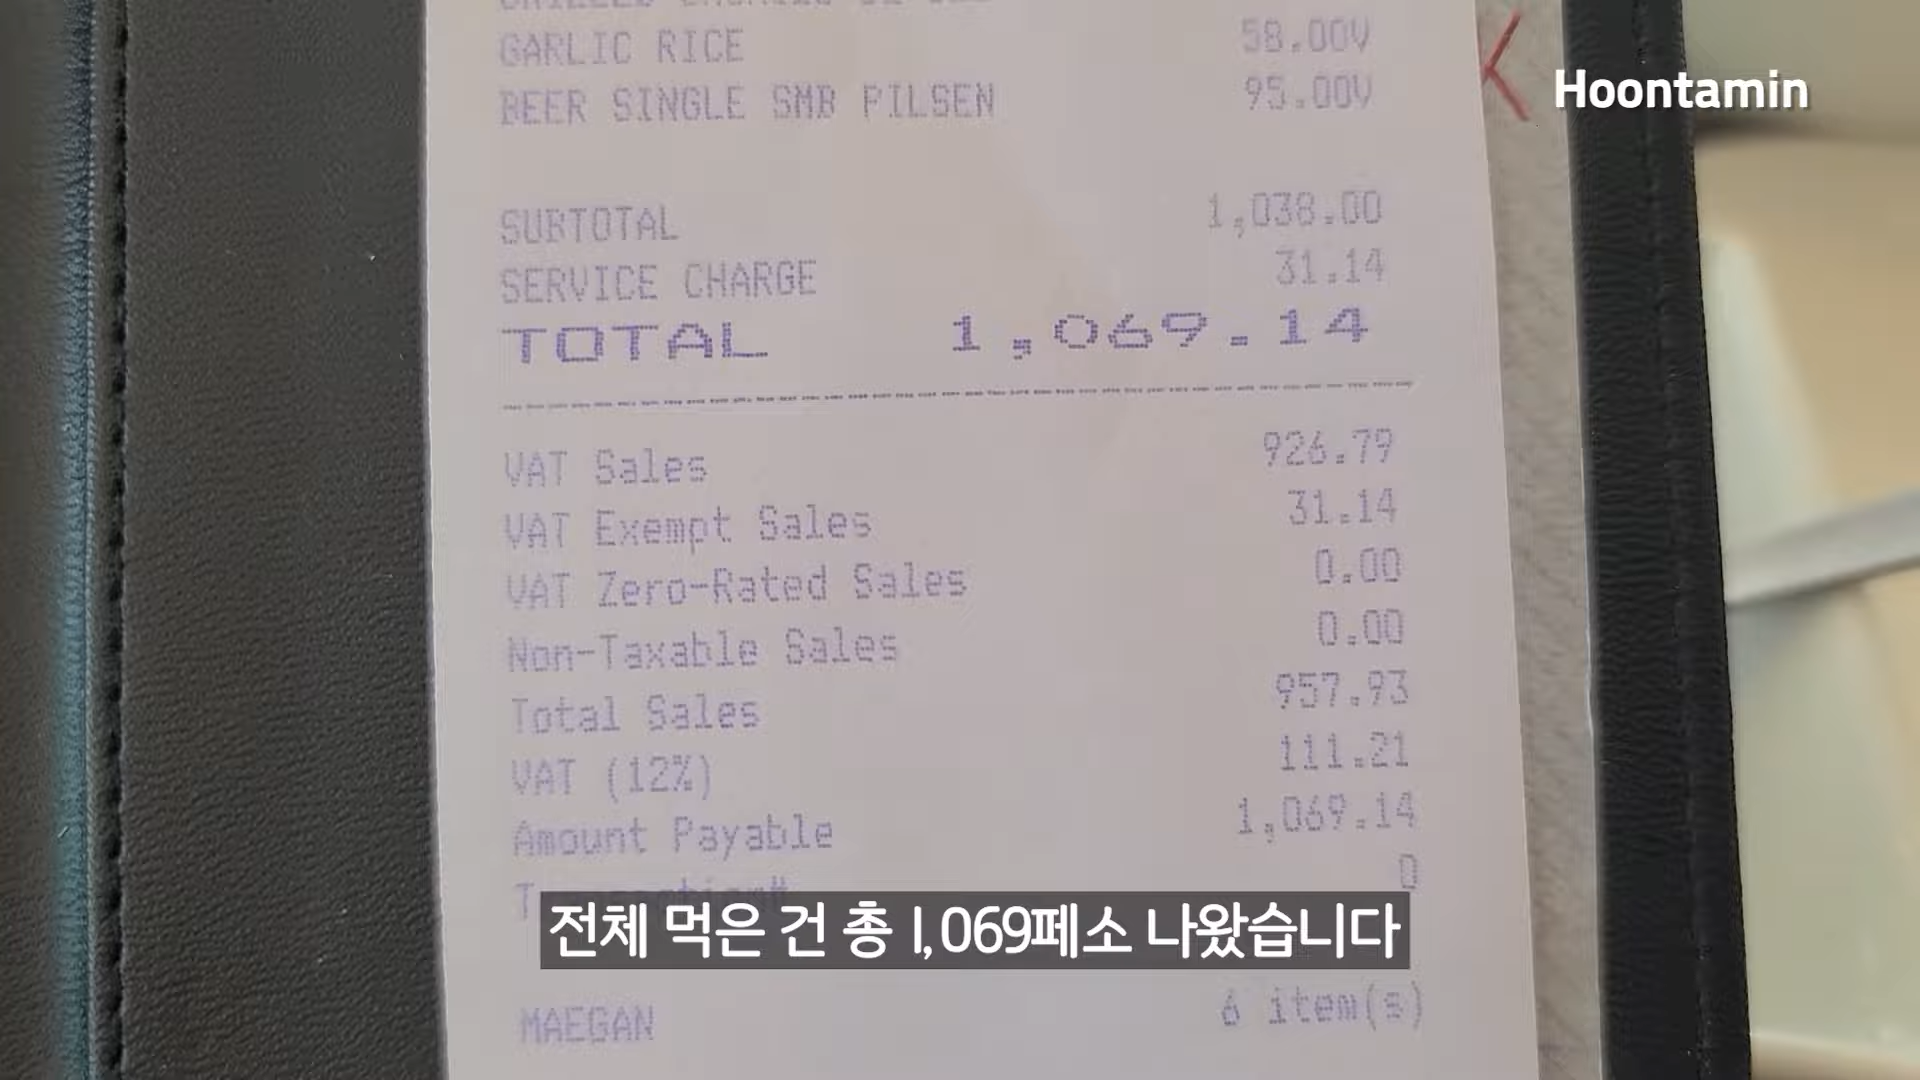 GARLIC RICE 58.00V
BEER SINGLE SMB PILSEN 95.00V
Hoontamin
SUBTOTAL 1,038.00
SERVICE CHARGE 31.14
TOTAL 1,069.14
VAT Sales 926.79
VAT Exempt Sales 31.14
VAT Zero-Rated Sales 0.00
Non-Taxable Sales 0.00
Total Sales 957.93
VAT (12%) 111.21
Amount Payable 1,069.14
0
전체 먹은 건 총 1,069페소 나왔습니다
6 item(s)
MAEGAN